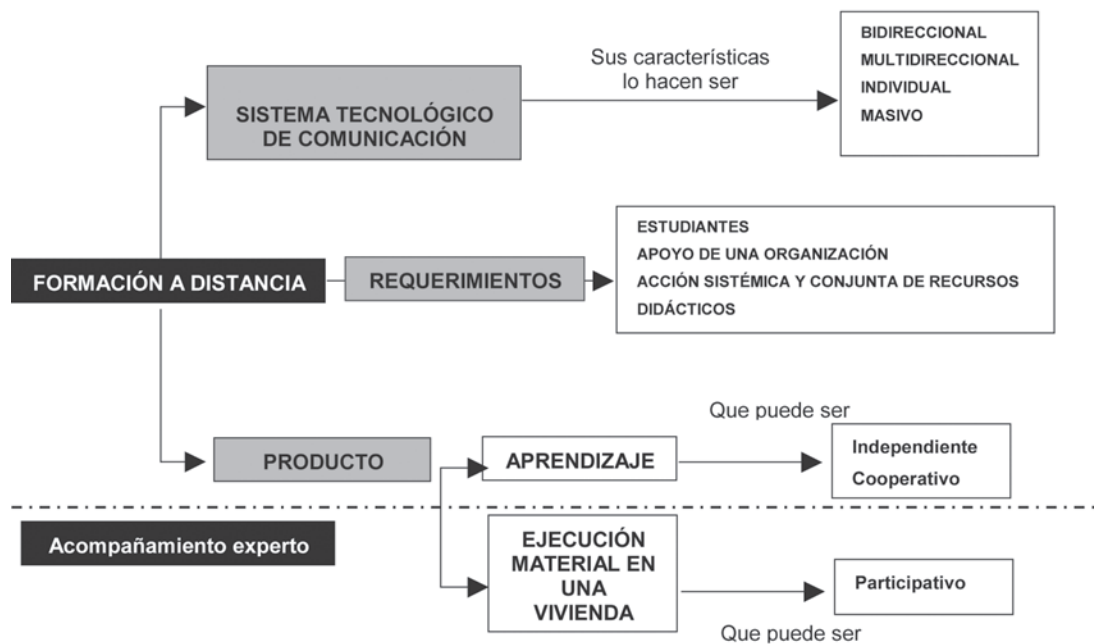 Sus características
lo hacen ser
BIDIRECCIONAL
MULTIDIRECCIONAL
INDIVIDUAL
MASIVO
SISTEMA TECNOLÓGICO
DE COMUNICACIÓN
FORMACIÓN A DISTANCIA
REQUERIMIENTOS
ESTUDIANTES
APOYO DE UNA ORGANIZACIÓN
ACCIÓN SISTÉMICA Y CONJUNTA DE RECURSOS
DIDÁCTICOS
PRODUCTO
APRENDIZAJE
Que puede ser
Independiente
Cooperativo
Acompañamiento experto
EJECUCIÓN
MATERIAL EN
UNA
VIVIENDA
Participativo
Que puede ser